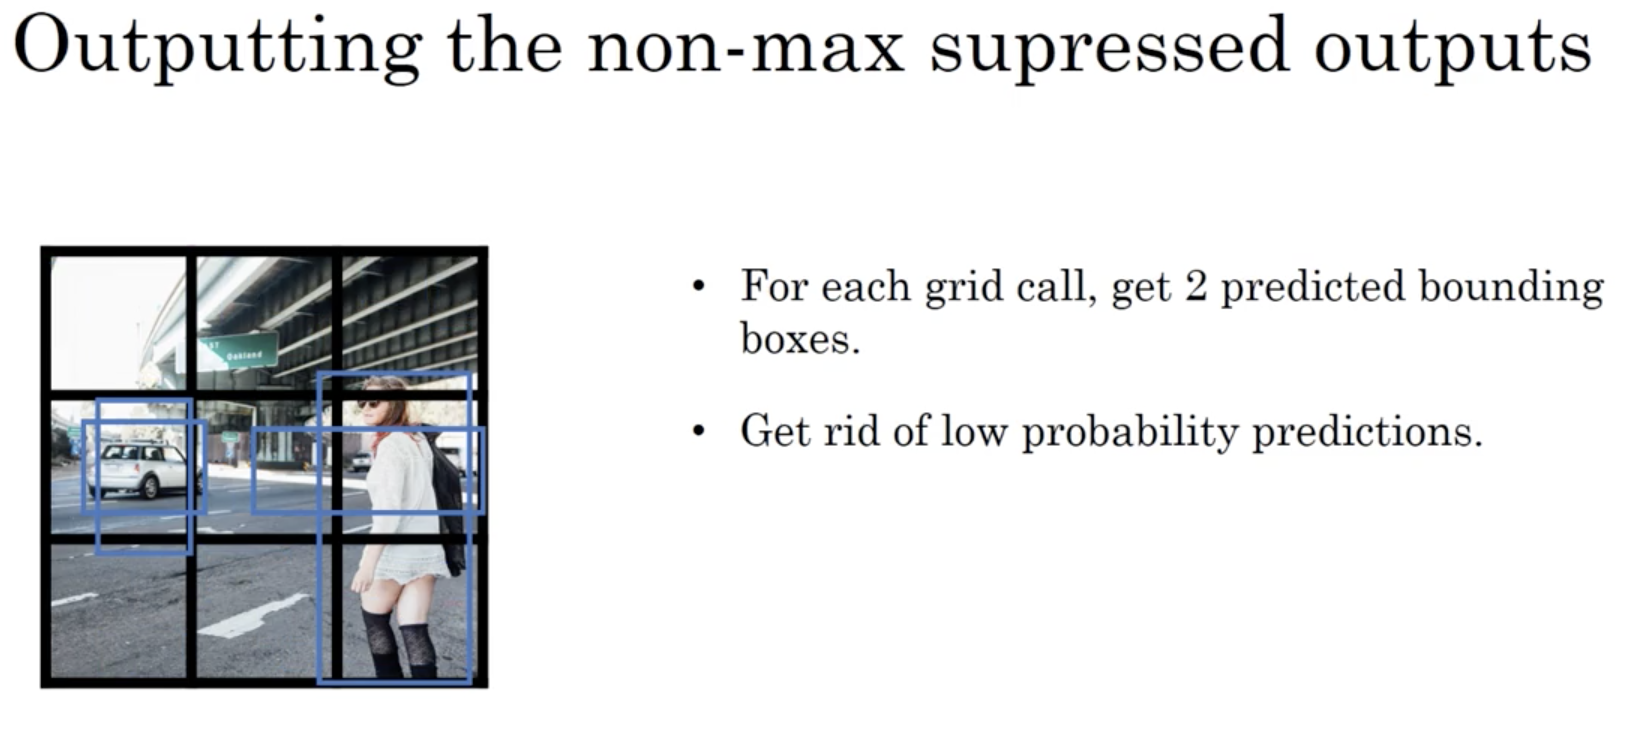 Outputting the non-max supressed outputs
ST
Oakland
• For each grid call, get 2 predicted bounding
boxes.
• Get rid of low probability predictions.